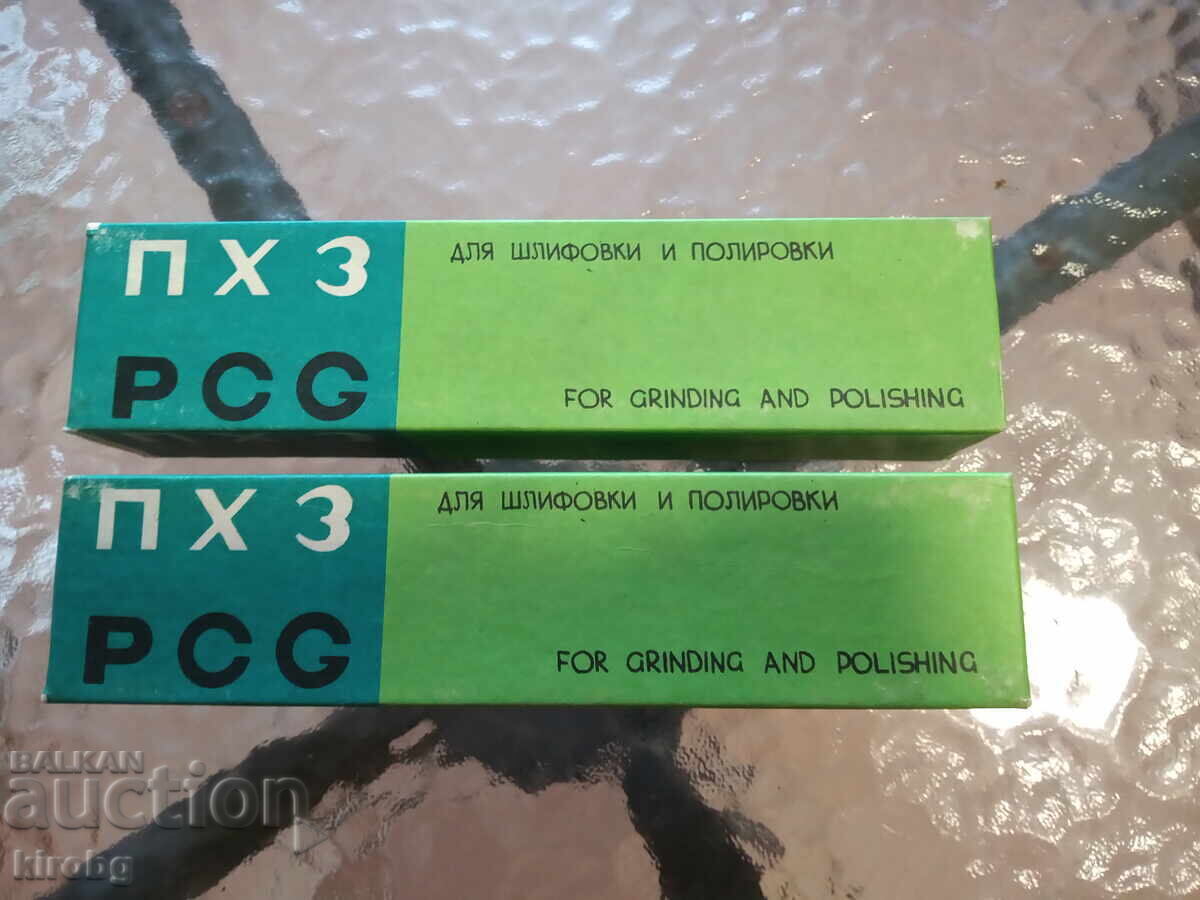 ПХЗ
ДЛЯ ШЛИФОВКИ И ПОЛИРОВКИ
PCG
FOR GRINDING AND POLISHING
ПХЗ
ДЛЯ ШЛИФОВКИ И ПОЛИРОВКИ
PCG
FOR GRINDING AND POLISHING
BALKAN
auction
kirobg